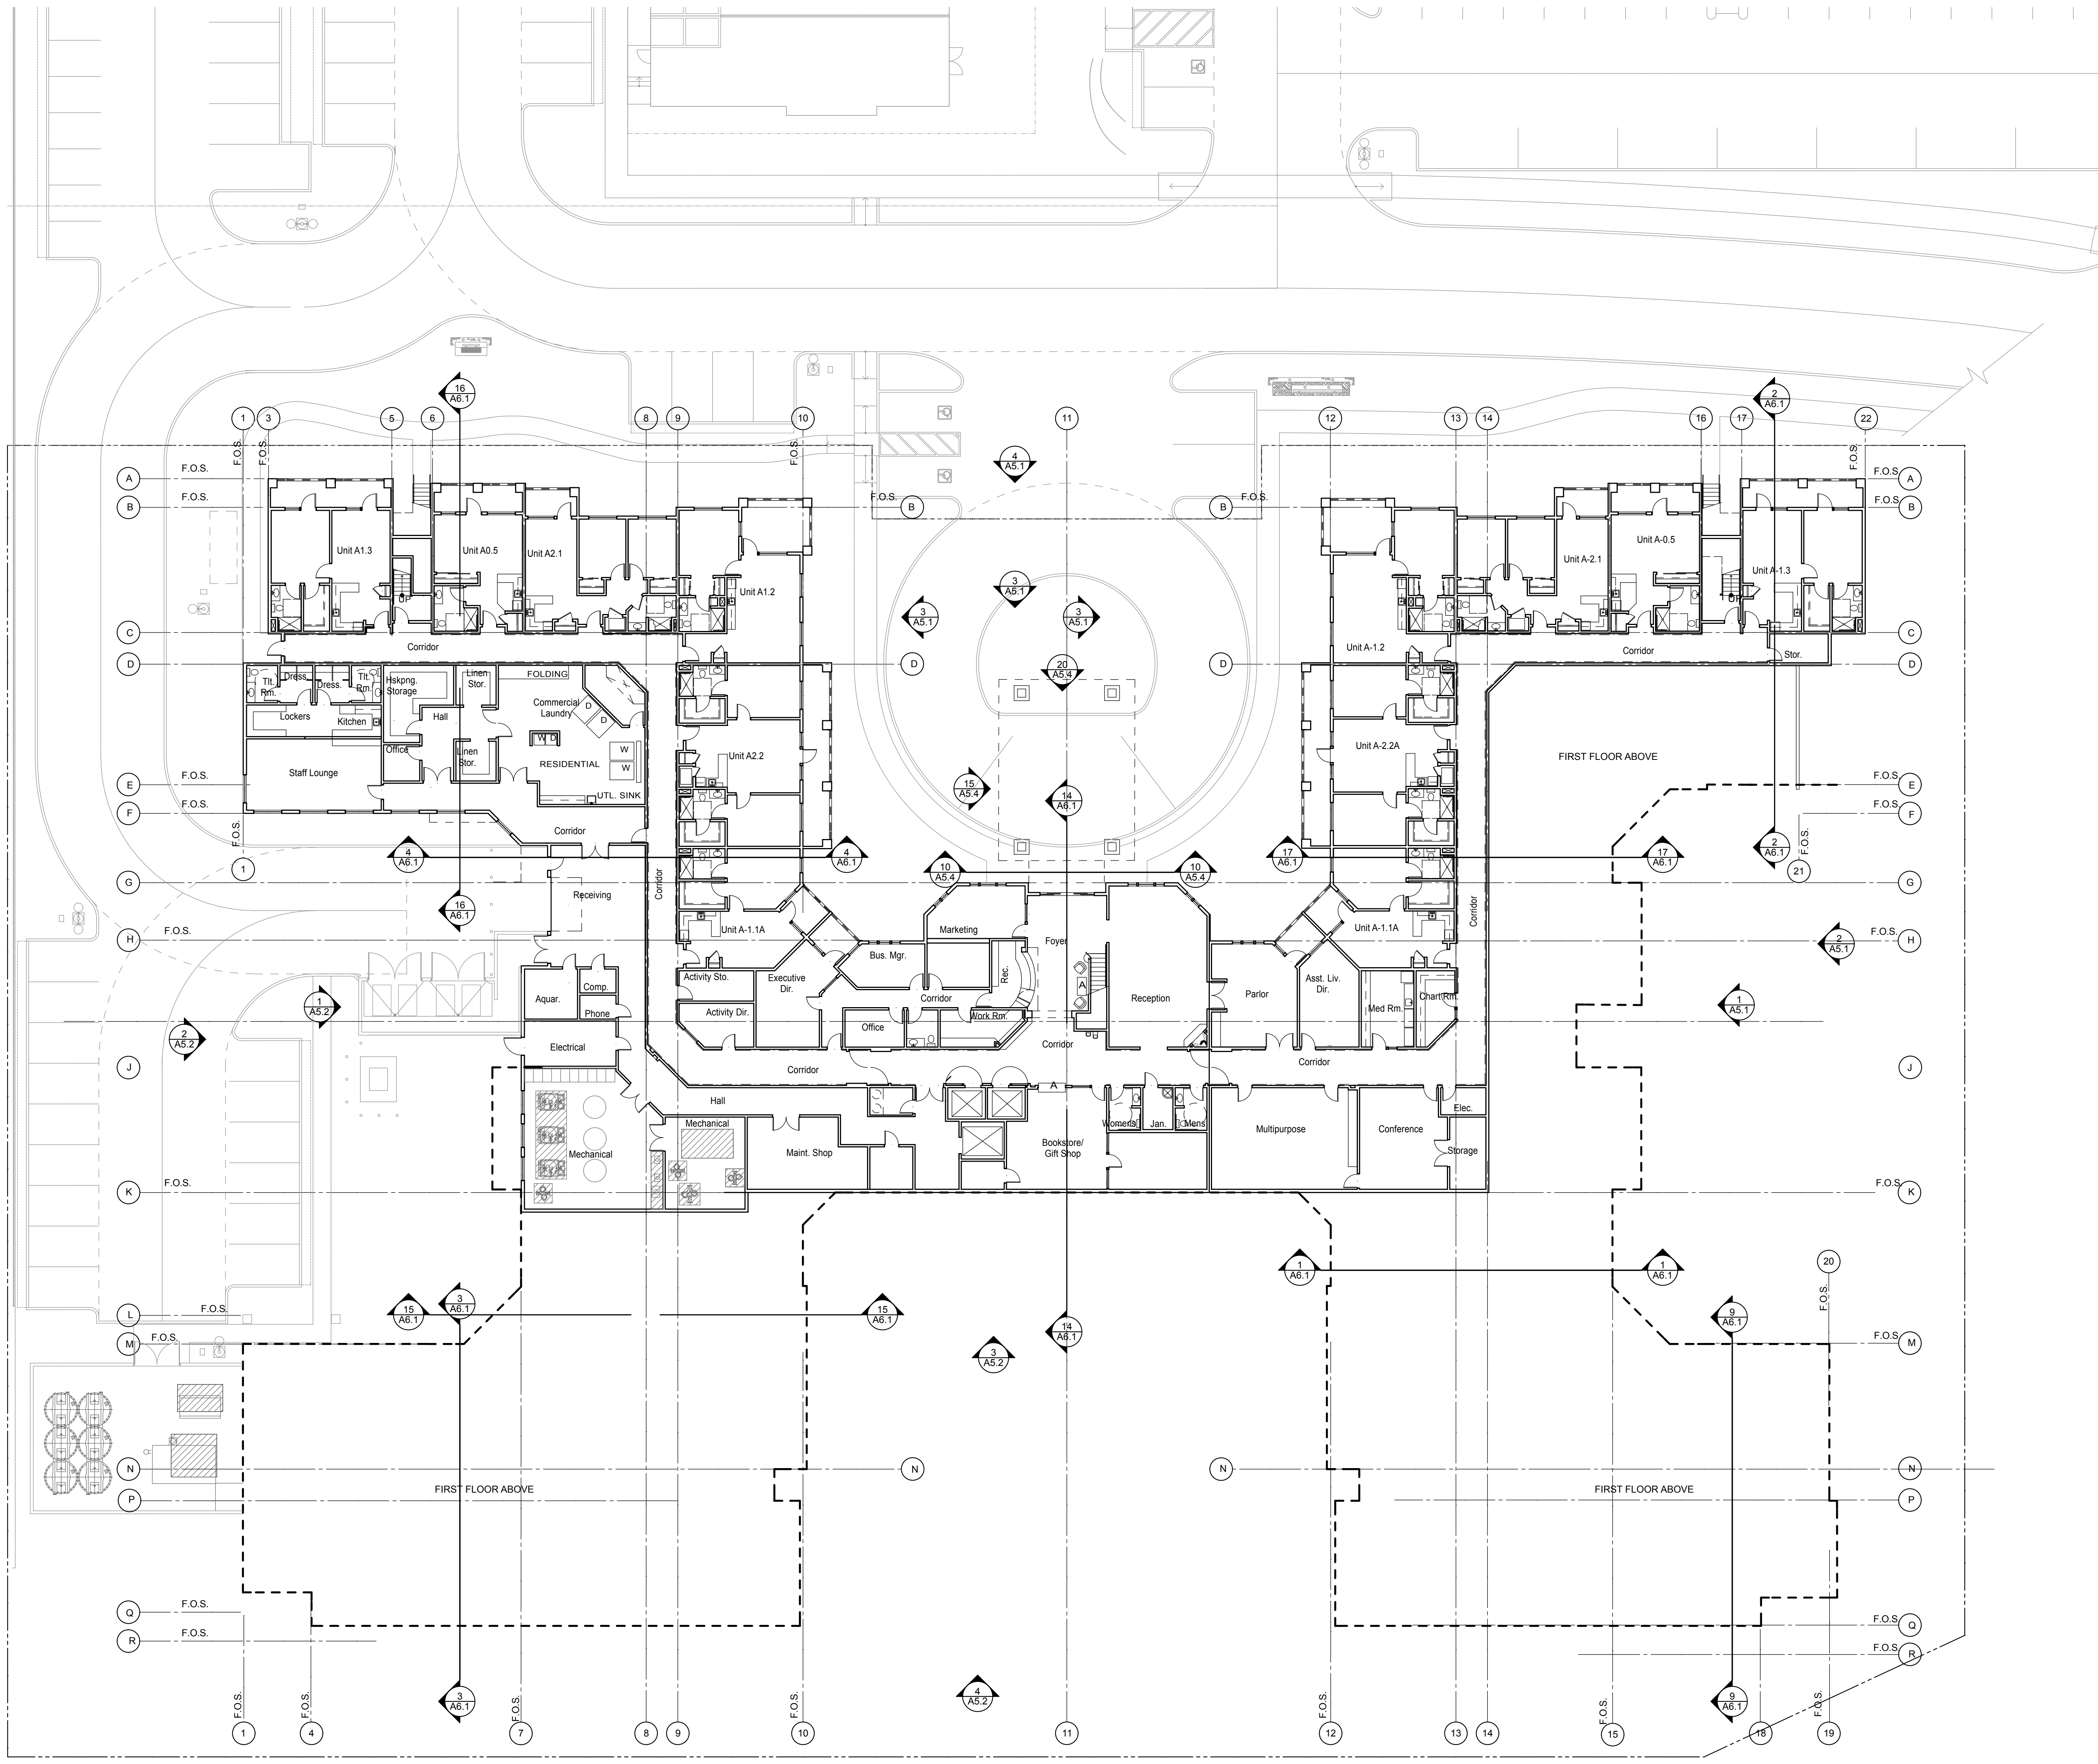 16
A6.1
2
A6.1
1
3
5
6
8
9
10
11
12
13
14
16
17
22
F.O.S.
F.O.S.
F.O.S.
F.O.S.
4
A5.1
A
F.O.S.
A
B
F.O.S.
F.O.S.
B
B
F.O.S.
B
Unit A1.3
Unit A0.5
Unit A2.1
Unit A1.2
Unit A-2.1
Unit A-0.5
Unit A-1.3
UP
UP
3
A5.1
3
A5.1
3
A5.1
C
C
Corridor
Unit A-1.2
Corridor
Stor.
D
D
D
D
20
A5.4
Tlt.
Rm.
Dress.
Dress.
Tlt.
Rm.
Hskpng.
Storage
Linen
Stor.
FOLDING
Commercial
Laundry
D
D
Lockers
Kitchen
Hall
W D
W
W
Office
Linen
Stor.
RESIDENTIAL
Staff Lounge
UTL. SINK
Unit A2.2
Unit A-2.2A
FIRST FLOOR ABOVE
E
F.O.S.
F.O.S.
E
15
A5.4
14
A6.1
F
F.O.S.
F.O.S.
F
Corridor
F.O.S.
F.O.S.
4
A6.1
4
A6.1
17
A6.1
17
A6.1
2
A6.1
1
10
A5.4
10
A5.4
21
G
G
Receiving
Corridor
Corridor
16
A6.1
H
F.O.S.
Unit A-1.1A
Marketing
Foyer
Unit A-1.1A
2
A5.1
F.O.S.
H
Bus. Mgr.
Rec.
Activity Sto.
Executive
Dir.
A
Reception
Parlor
Asst. Liv.
Dir.
Aquar.
Comp.
Phone
Corridor
Med Rm.
Chart Rm.
1
A5.2
1
A5.1
Activity Dir.
Office
Work Rm.
2
A5.2
Electrical
Corridor
J
Corridor
Corridor
J
Hall
A
Elec.
Mechanical
Mechanical
Maint. Shop
Bookstore/
Gift Shop
Womens
Jan.
Mens
Multipurpose
Conference
Storage
K
F.O.S.
F.O.S.
K
1
A6.1
1
A6.1
20
F.O.S.
L
F.O.S.
15
A6.1
3
A6.1
15
A6.1
14
A6.1
9
A6.1
M
F.O.S.
F.O.S.
M
3
A5.2
N
N
N
N
P
FIRST FLOOR ABOVE
FIRST FLOOR ABOVE
P
Q
F.O.S.
F.O.S.
Q
R
F.O.S.
F.O.S.
R
4
A5.2
3
A6.1
9
A6.1
F.O.S.
F.O.S.
F.O.S.
F.O.S.
F.O.S.
F.O.S.
F.O.S.
1
4
7
8
9
10
11
12
13
14
15
18
19